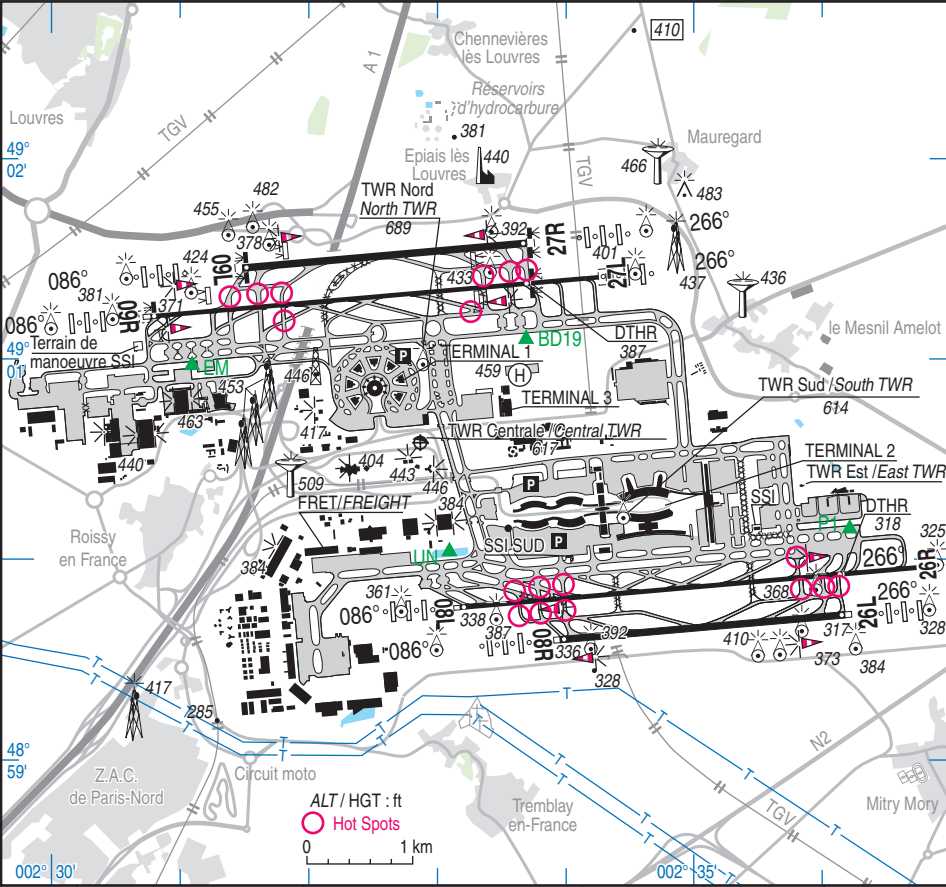 410
Chennevières
lès Louvres
A 1
Réservoirs
d'hydrocarbure
Louvres
TGV
381
49°
02'
Epiais lès
Louvres
440
TGV
Mauregard
466
483
482
455
378
TWR Nord
North TWR
689
392
27R
401
266°
266°
437
436
424
086°
381
371
09L
433
27L
086°
09R
Terrain de
manoeuvre SSI
DTHR
387
le Mesnil Amelot
49°
01'
EM
BD19
P
TERMINAL 1
459
H
453
446
463
417
TERMINAL 3
TWR Sud / South TWR
614
TWR Centrale / Central TWR
617
440
404
443
446
509
384
FRET/FREIGHT
P
TERMINAL 2
TWR Est / East TWR
SSI
DTHR
318
P1
Roissy
en France
SSI SUD
P
UN
384
325
266°
26R
361
086°
08L
338
387
368
266°
26L
328
317
086°
08R
336
392
328
410
373
384
417
T
T
T
T
T
T
T
T
T
T
285
48°
59'
Z.A.C.
de Paris-Nord
Circuit moto
N2
TGV
Mitry Mory
Tremblay
en-France
ALT / HGT : ft
Hot Spots
0 1 km
002° 30'
002° 35'